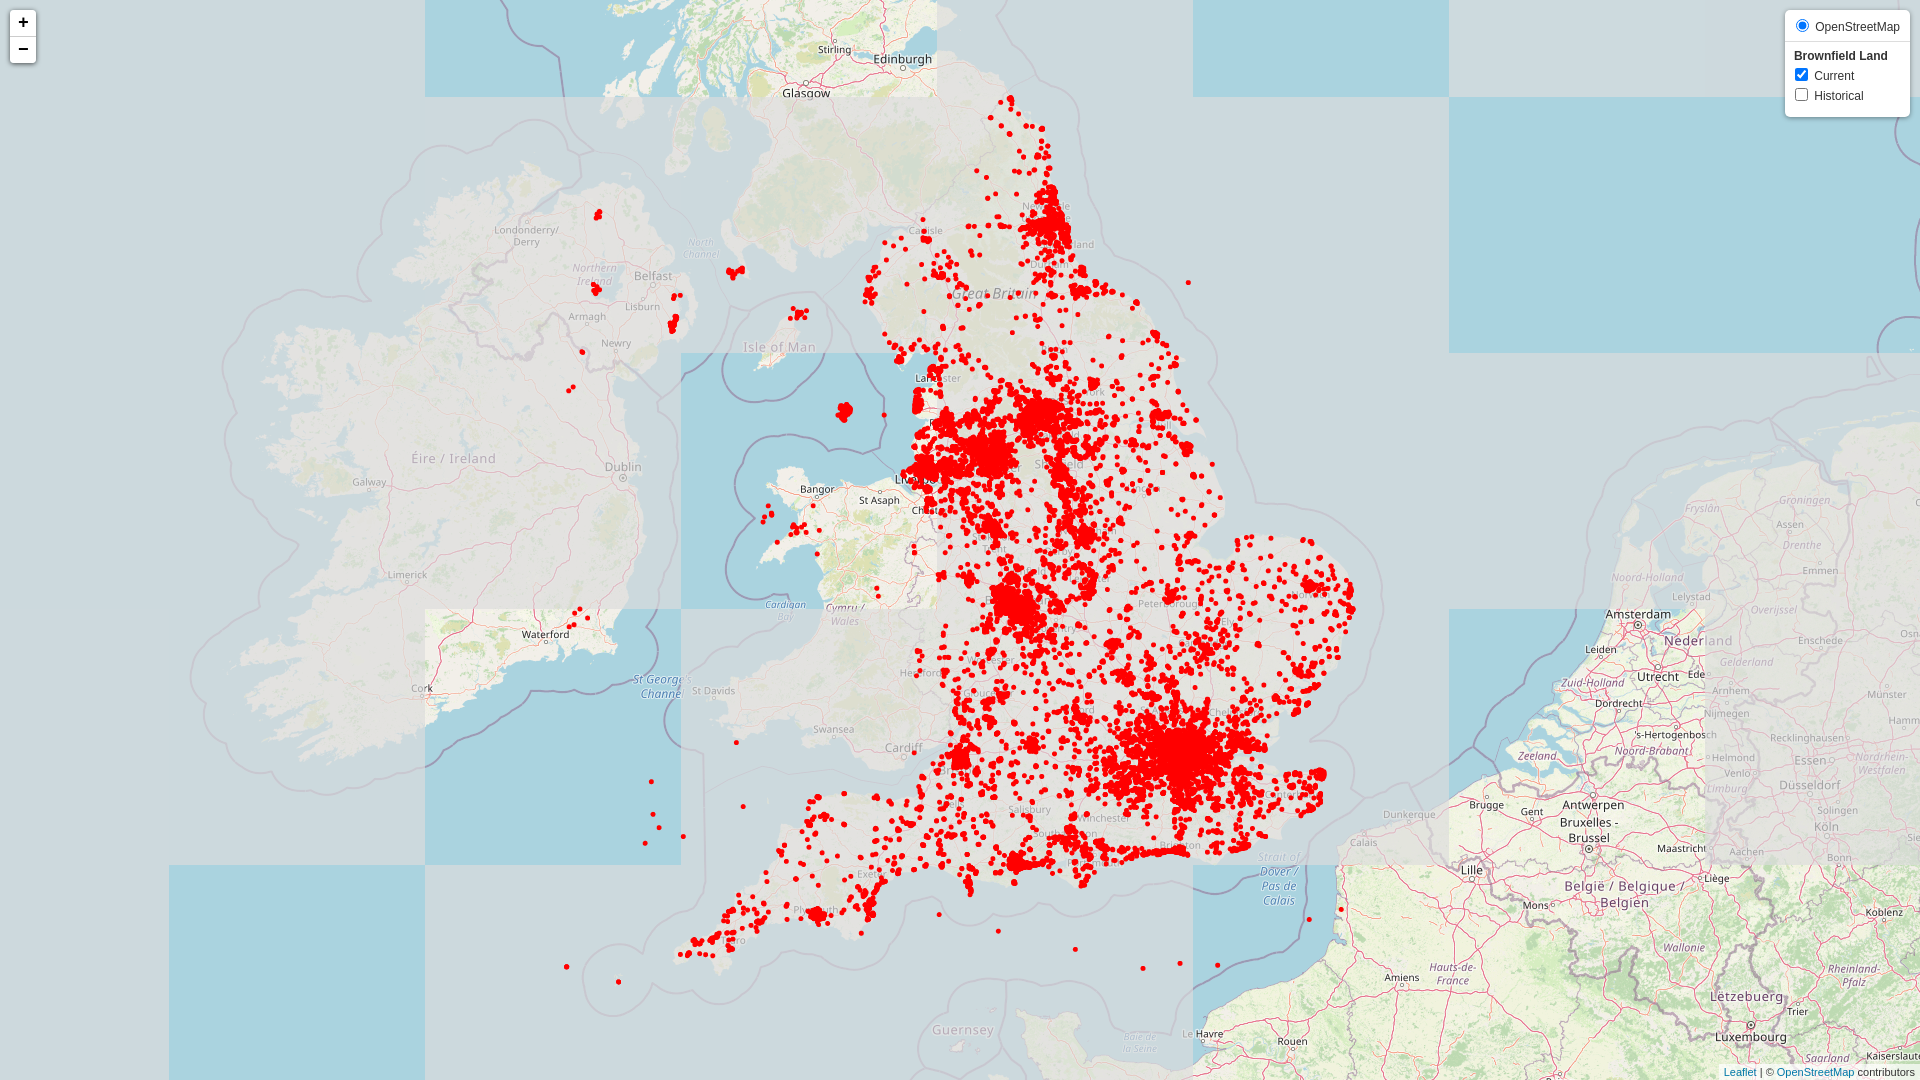 +
−
OpenStreetMap
Brownfield Land
Current
Historical
Stirling
Edinburgh
Glasgow
Londonderry/
Derry
North
Channel
Northern
Ireland
Belfast
Lisburn
Armagh
Newry
Carlisle
Great Britain
Isle of Man
Éire / Ireland
Galway
Dublin
Bangor
St Asaph
Limerick
Cardigan
Bay
Cymru /
Wales
Waterford
Cork
St George's
Channel
St Davids
Swansea
Cardiff
Peterborough
Salisbury
Winchester
Brighton
Plymouth
Strait of
Dover /
Pas de
Calais
Calais
Dunkerque
Guernsey
Baie de
la Seine
Le Havre
Rouen
Amiens
Hauts-de-
France
Lille
Mons
Groningen
Fryslân
Assen
Drenthe
Emmen
Noord-Holland
Lelystad
Amsterdam
Overijssel
Nederland
Leiden
Utrecht
Ede
Gelderland
Zuid-Holland
Arnhem
Münster
Dordrecht
Nijmegen
's-Hertogenbosch
Noord-Brabant
Zeeland
Helmond
Venlo
Limburg
Recklinghausen
Essen
Düsseldorf
Nordrhein-
Westfalen
Solingen
Köln
Bonn
Aachen
Brugge
Gent
Antwerpen
Bruxelles -
Brussel
Maastricht
Liège
België / Belgique /
Belgien
Wallonie
Koblenz
Rheinland-
Pfalz
Lëtzebuerg
Trier
Luxembourg
Saarland
Leaflet | © OpenStreetMap contributors